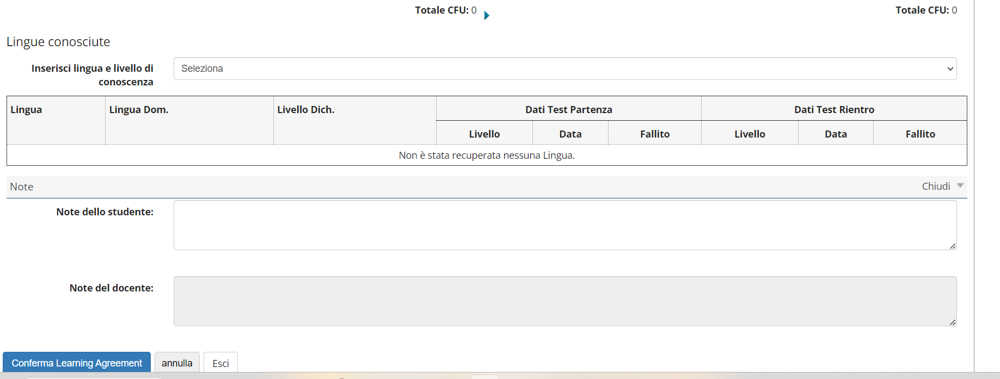 Totale CFU: 0 Totale CFU: 0
Lingue conosciute
Inserisci lingua e livello di
conoscenza
Seleziona
Lingua Lingua Dom. Livello Dich. Dati Test Partenza Dati Test Rientro
Livello Data Fallito Livello Data Fallito
Non è stata recuperata nessuna Lingua.
Note Chiudi
Note dello studente:
Note del docente:
Conferma Learning Agreement annulla Esci